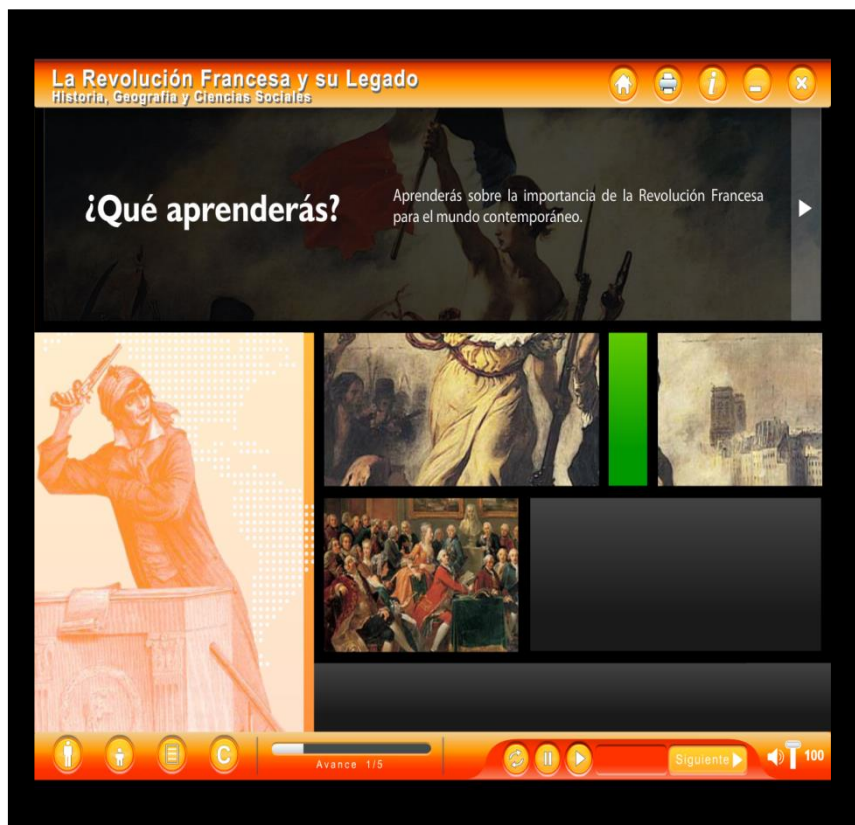 La Revolución Francesa y su Legado
Historia, Geografía y Ciencias Sociales
i
¿Qué aprenderás?
Aprenderás sobre la importancia de la Revolución Francesa
para el mundo contemporáneo.
C
Avance 1/5
Siguiente
100